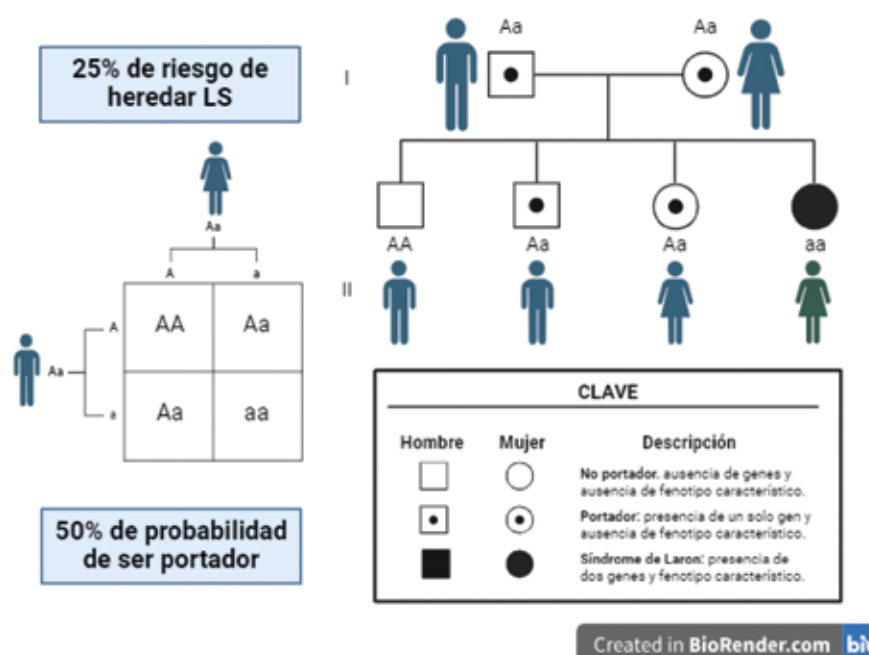 25% de riesgo de
heredar LS
Aa
A a
A
AA Aa
Aa
a
Aa aa
50% de probabilidad
de ser portador
Aa Aa
I
II
AA Aa Aa aa
CLAVE
Hombre Mujer Descripción
No portador. ausencia de genes y
ausencia de fenotipo característico.
Portador: presencia de un solo gen y
ausencia de fenotipo característico.
Síndrome de Laron: presencia de
dos genes y fenotipo característico.
Created in BioRender.com